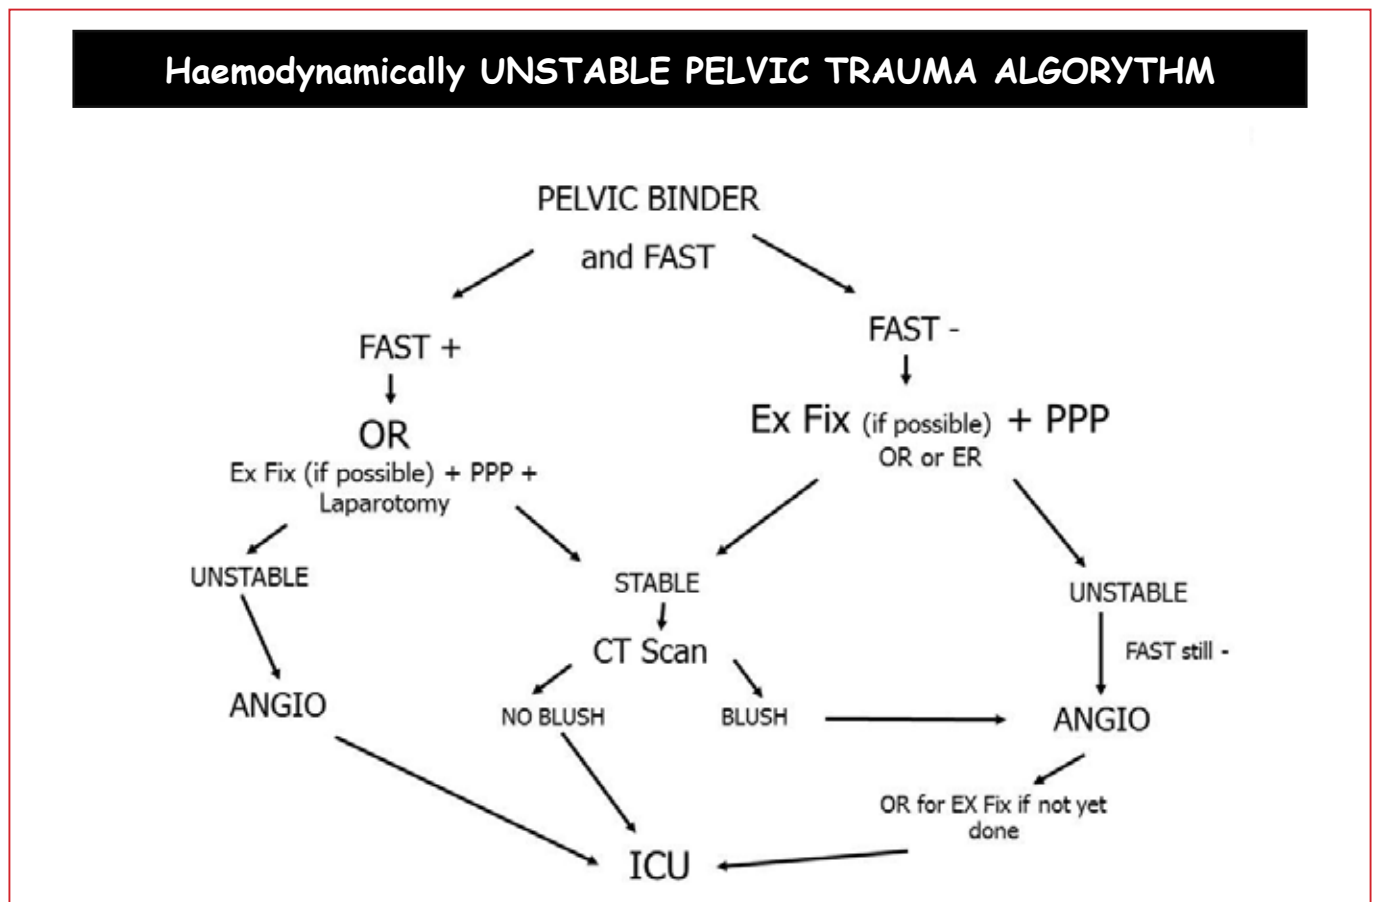 Haemodynamically UNSTABLE PELVIC TRAUMA ALGORYTHM
PELVIC BINDER
and FAST
FAST +
FAST -
OR
Ex Fix (if possible) + PPP +
Laparotomy
Ex Fix (if possible) + PPP
OR or ER
UNSTABLE
STABLE
UNSTABLE
FAST still -
CT Scan
ANGIO
NO BLUSH
BLUSH
ANGIO
OR for EX Fix if not yet
done
ICU